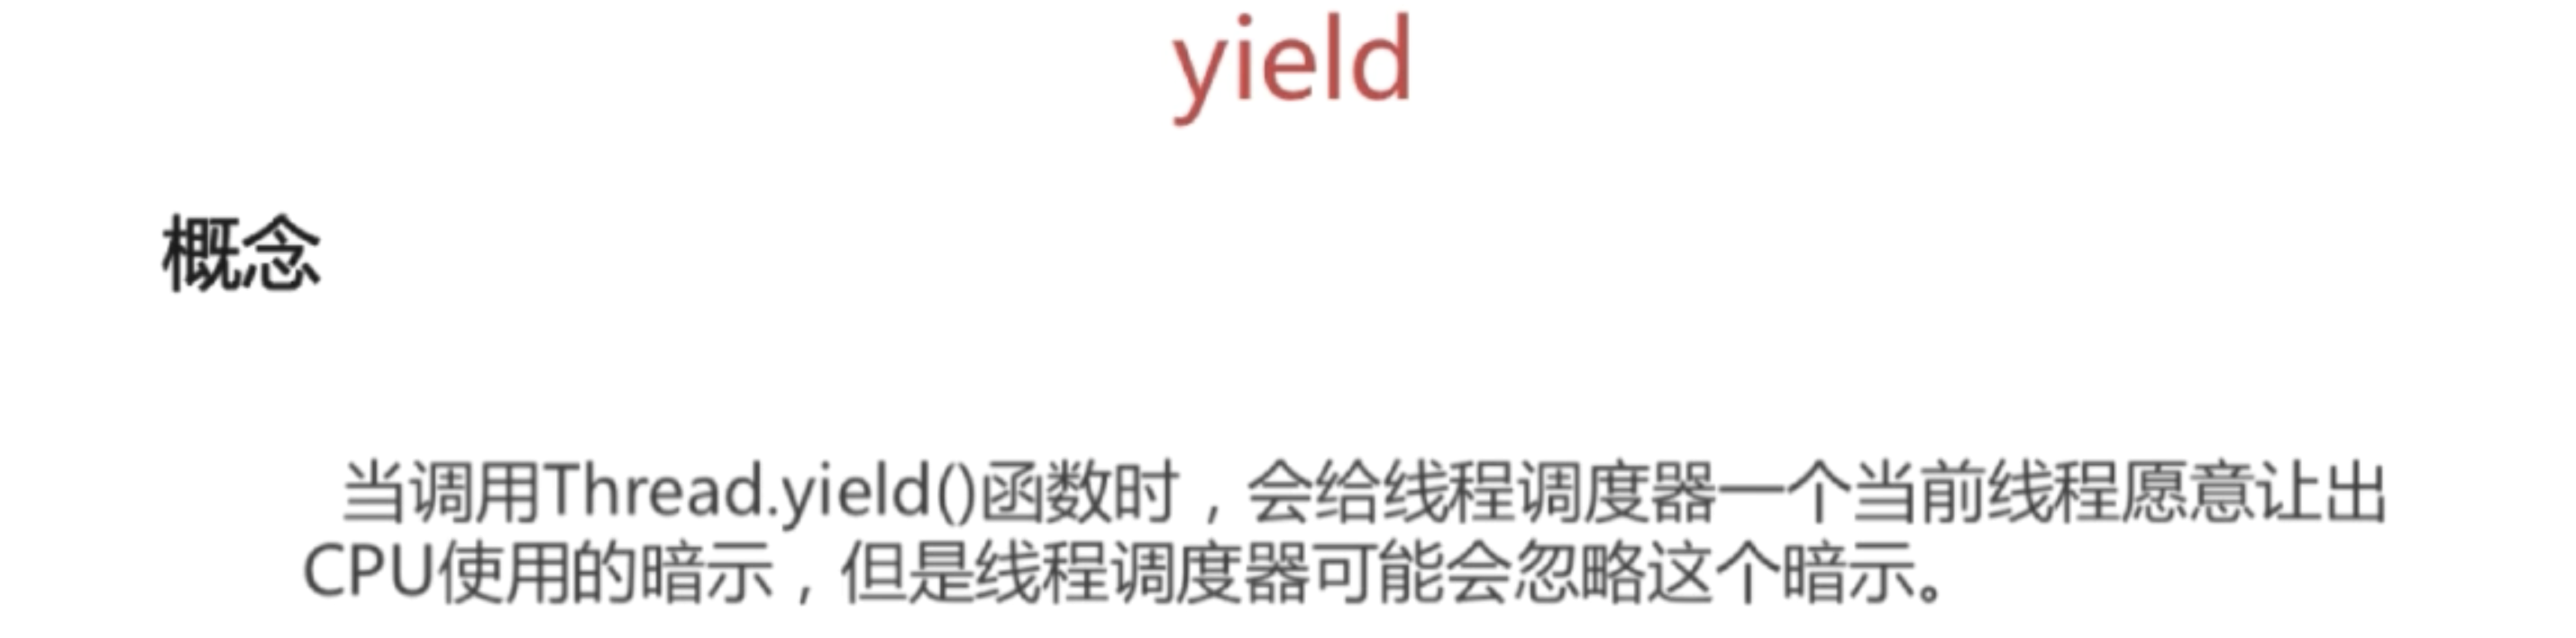 yield
概念
当调用Thread.yield()函数时，会给线程调度器一个当前线程愿意让出
CPU使用的暗示，但是线程调度器可能会忽略这个暗示。